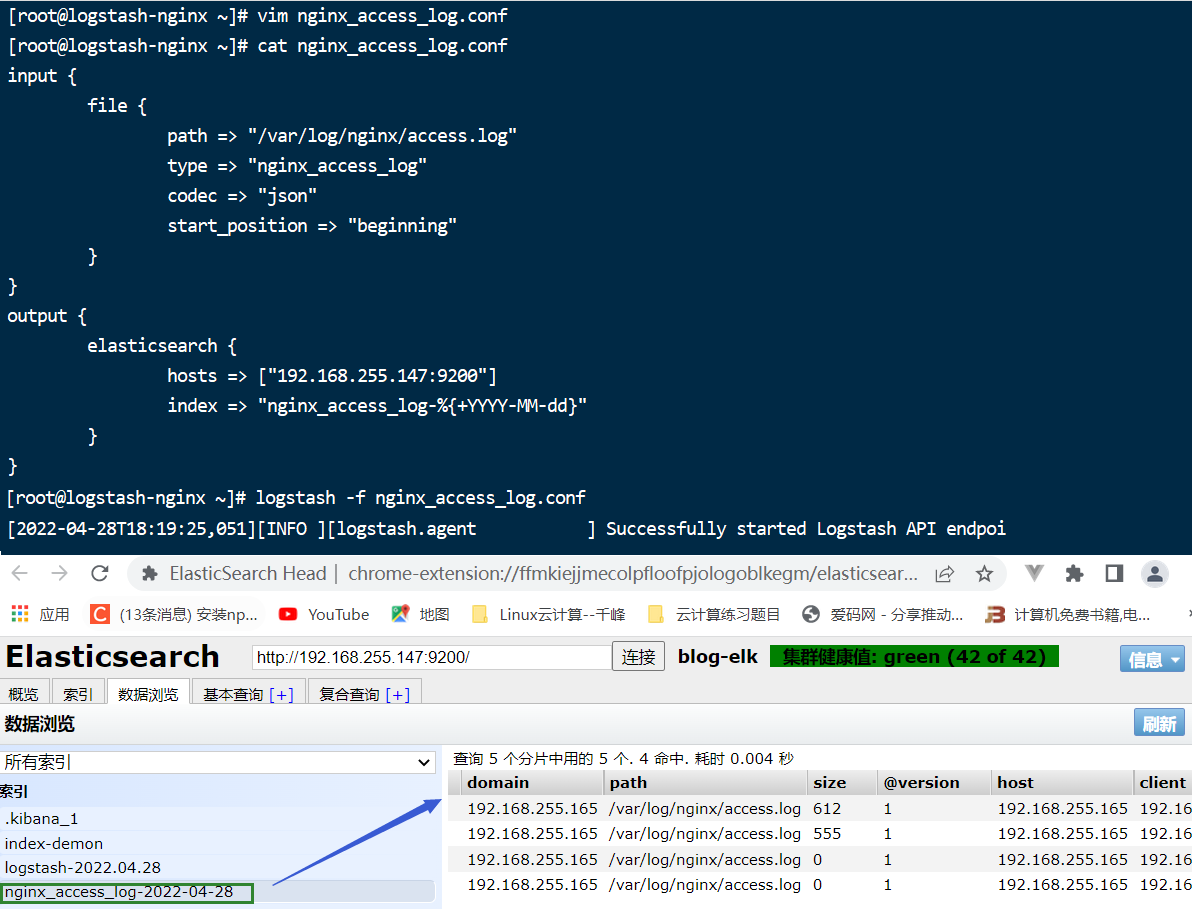 [root@logstash-nginx ~]# vim nginx_access_log.conf
[root@logstash-nginx ~]# cat nginx_access_log.conf
input {
file {
path => "/var/log/nginx/access.log"
type => "nginx_access_log"
codec => "json"
start_position => "beginning"
}
}
output {
elasticsearch {
hosts => ["192.168.255.147:9200"]
index => "nginx_access_log-%{+YYYY-MM-dd}"
}
}
[root@logstash-nginx ~]# logstash -f nginx_access_log.conf
[2022-04-28T18:19:25,051][INFO ][logstash.agent           ] Successfully started Logstash API endpoi
ElasticSearch Head | chrome-extension://ffmkiejjmecolpfloofpjologoblkegm/elasticsear...
应用 C (13条消息) 安装np... YouTube 地图 Linux云计算--千峰 云计算练习题目 爱码网 - 分享推动... 计算机免费书籍,电...
Elasticsearch http://192.168.255.147:9200/ 连接 blog-elk 集群健康值: green (42 of 42) 信息
概览 索引 数据浏览 基本查询 [+] 复合查询 [+]
数据浏览 刷新
所有索引 查询 5 个分片中用的 5 个. 4 命中. 耗时 0.004 秒
索引
.kibana_1
index-demon
logstash-2022.04.28
nginx_access_log-2022-04-28
domain path size @version host client
192.168.255.165 /var/log/nginx/access.log 612 1 192.168.255.165 192.16
192.168.255.165 /var/log/nginx/access.log 555 1 192.168.255.165 192.16
192.168.255.165 /var/log/nginx/access.log 0 1 192.168.255.165 192.16
192.168.255.165 /var/log/nginx/access.log 0 1 192.168.255.165 192.16